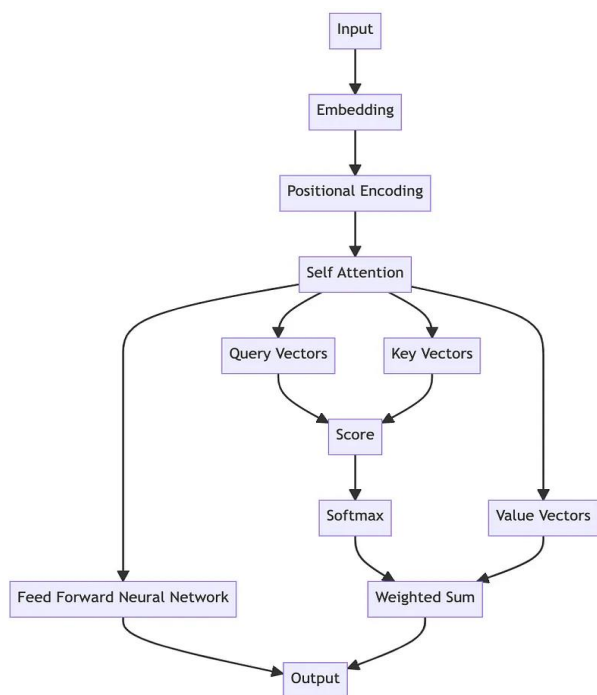 Input
Embedding
Positional Encoding
Self Attention
Query Vectors
Key Vectors
Score
Softmax
Value Vectors
Feed Forward Neural Network
Weighted Sum
Output